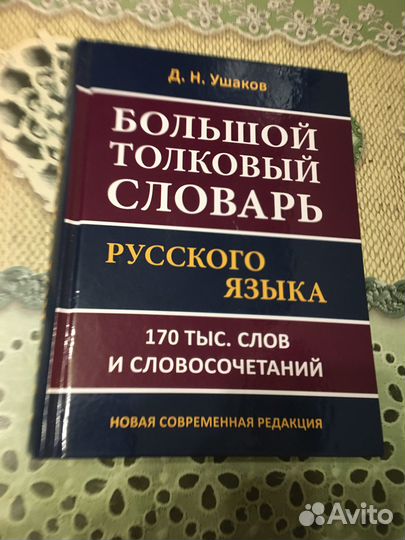 Д. Н. Ушаков
БОЛЬШОЙ
ТОЛКОВЫЙ
СЛОВАРЬ
РУССКОГО
ЯЗЫКА
170 ТЫС. СЛОВ
И СЛОВОСОЧЕТАНИЙ
НОВАЯ СОВРЕМЕННАЯ РЕДАКЦИЯ
Avito